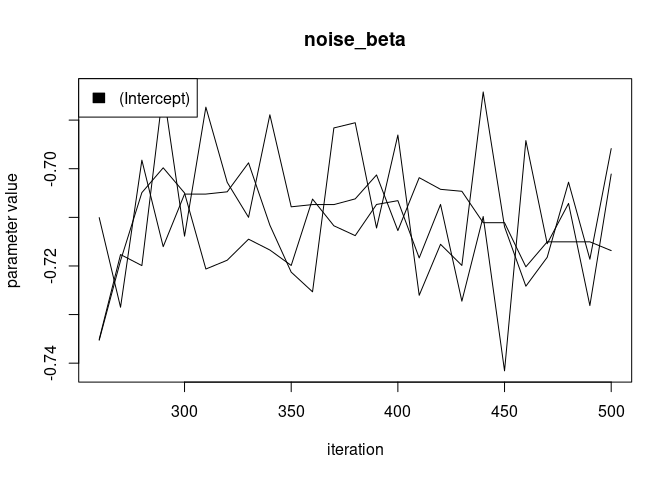 noise_beta
(Intercept)
parameter value
-0.70
-0.72
-0.74
300 350 400 450 500
iteration